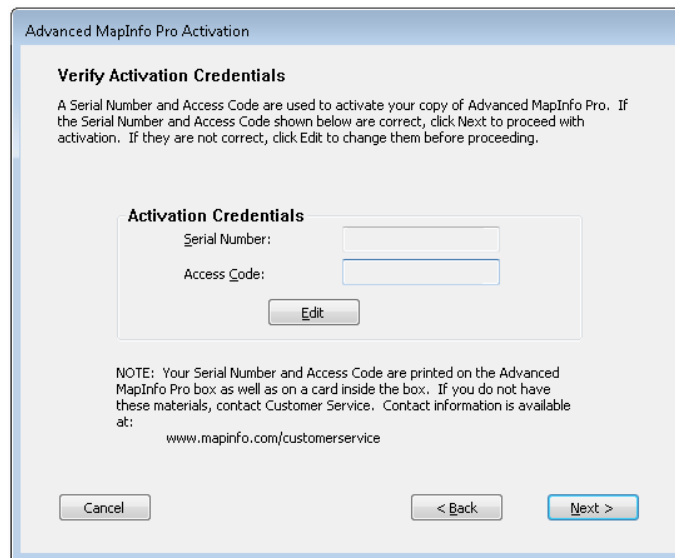 Advanced MapInfo Pro Activation
Verify Activation Credentials
A Serial Number and Access Code are used to activate your copy of Advanced MapInfo Pro. If
the Serial Number and Access Code shown below are correct, click Next to proceed with
activation. If they are not correct, click Edit to change them before proceeding.
Activation Credentials
Serial Number:
Access Code:
Edit
NOTE: Your Serial Number and Access Code are printed on the Advanced
MapInfo Pro box as well as on a card inside the box. If you do not have
these materials, contact Customer Service. Contact information is available
at:
www.mapinfo.com/customerservice
Cancel
< Back
Next >